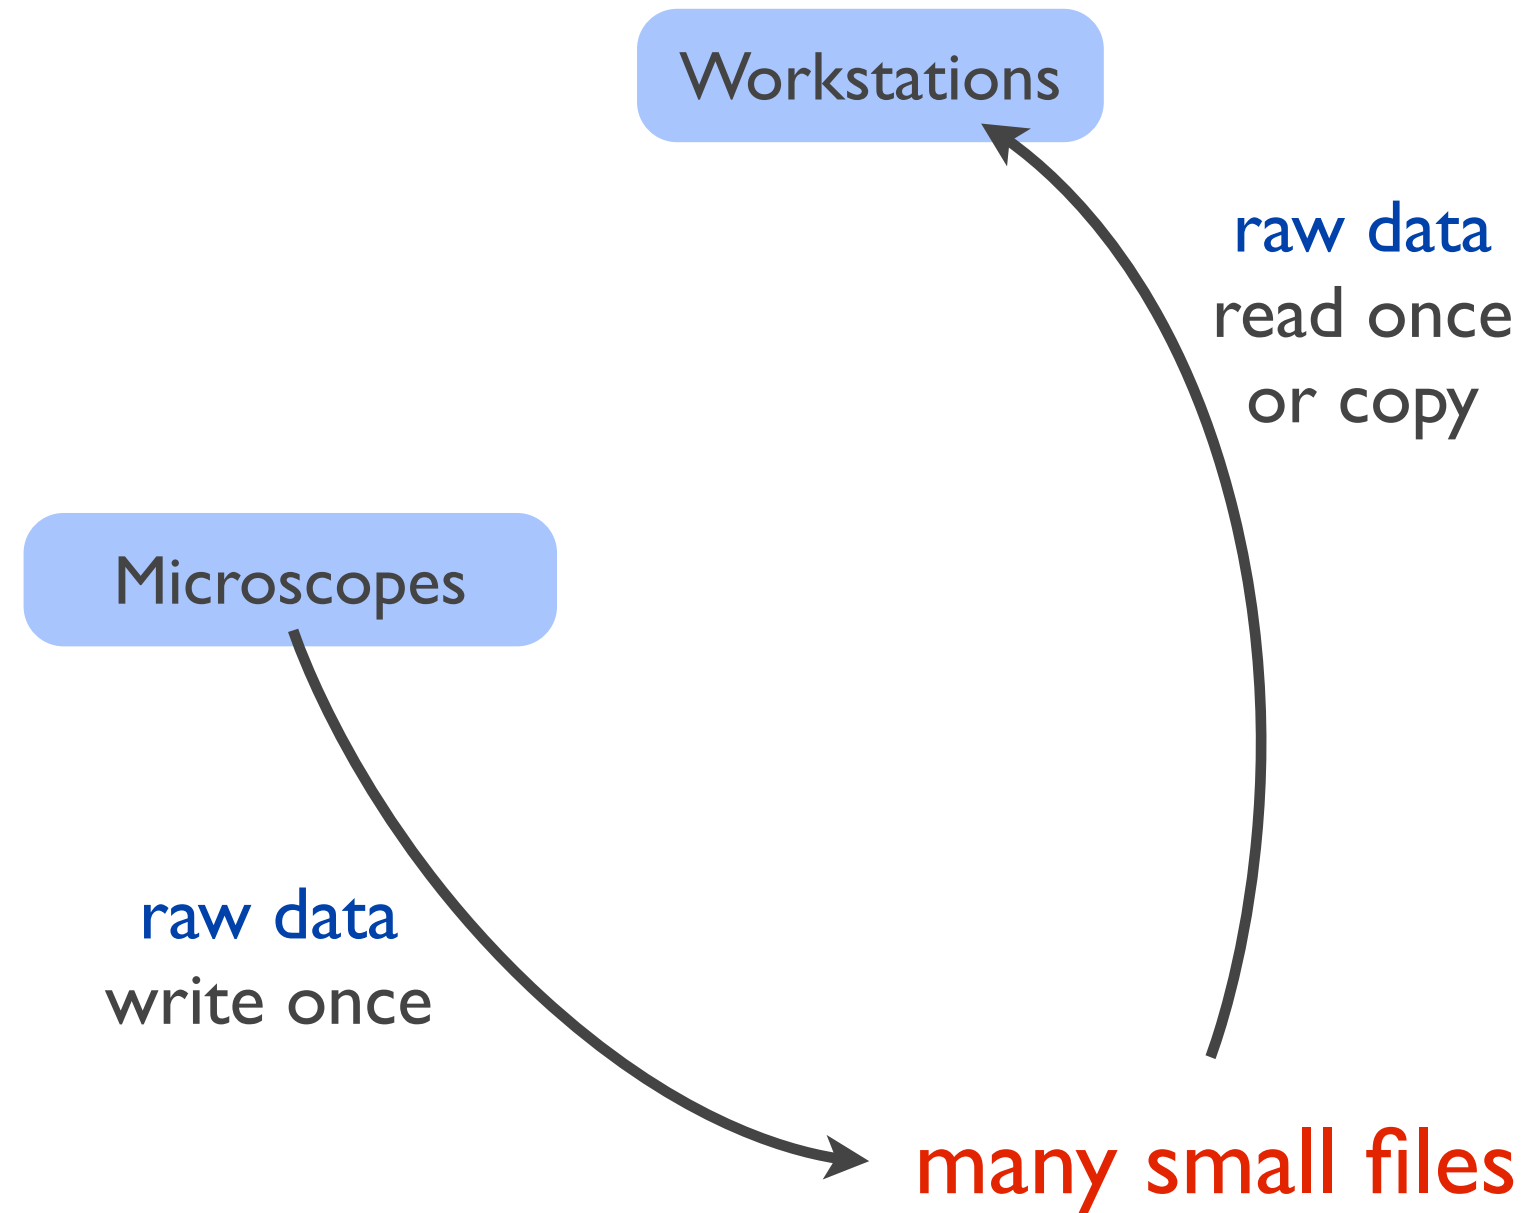 Workstations
raw data
read once
or copy
Microscopes
raw data
write once
many small files